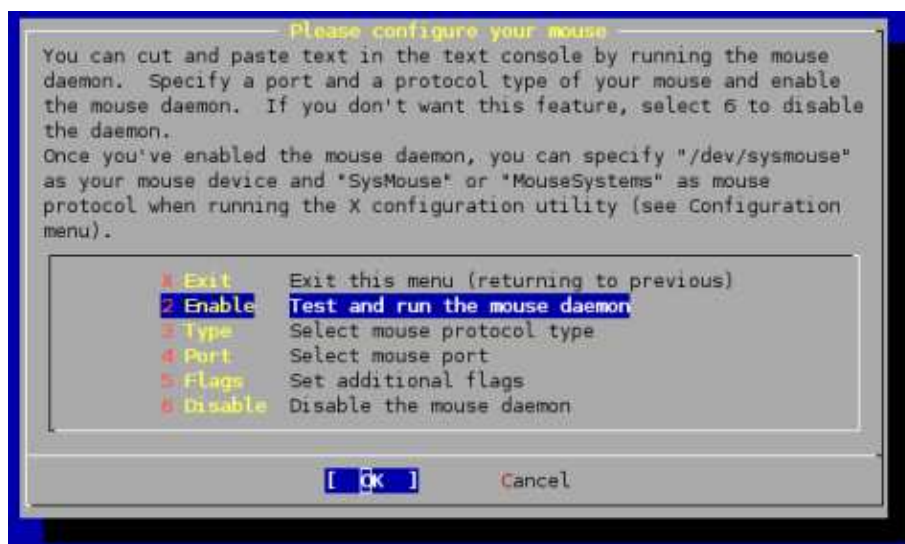 Please configure your mouse
You can cut and paste text in the text console by running the mouse
daemon.  Specify a port and a protocol type of your mouse and enable
the mouse daemon.  If you don't want this feature, select 6 to disable
the daemon.
Once you've enabled the mouse daemon, you can specify "/dev/sysmouse"
as your mouse device and "SysMouse" or "MouseSystems" as mouse
protocol when running the X configuration utility (see Configuration
menu).
X Exit Exit this menu (returning to previous)
2 Enable Test and run the mouse daemon
3 Type Select mouse protocol type
4 Port Select mouse port
5 Flags Set additional flags
6 Disable Disable the mouse daemon
[ OK ] Cancel